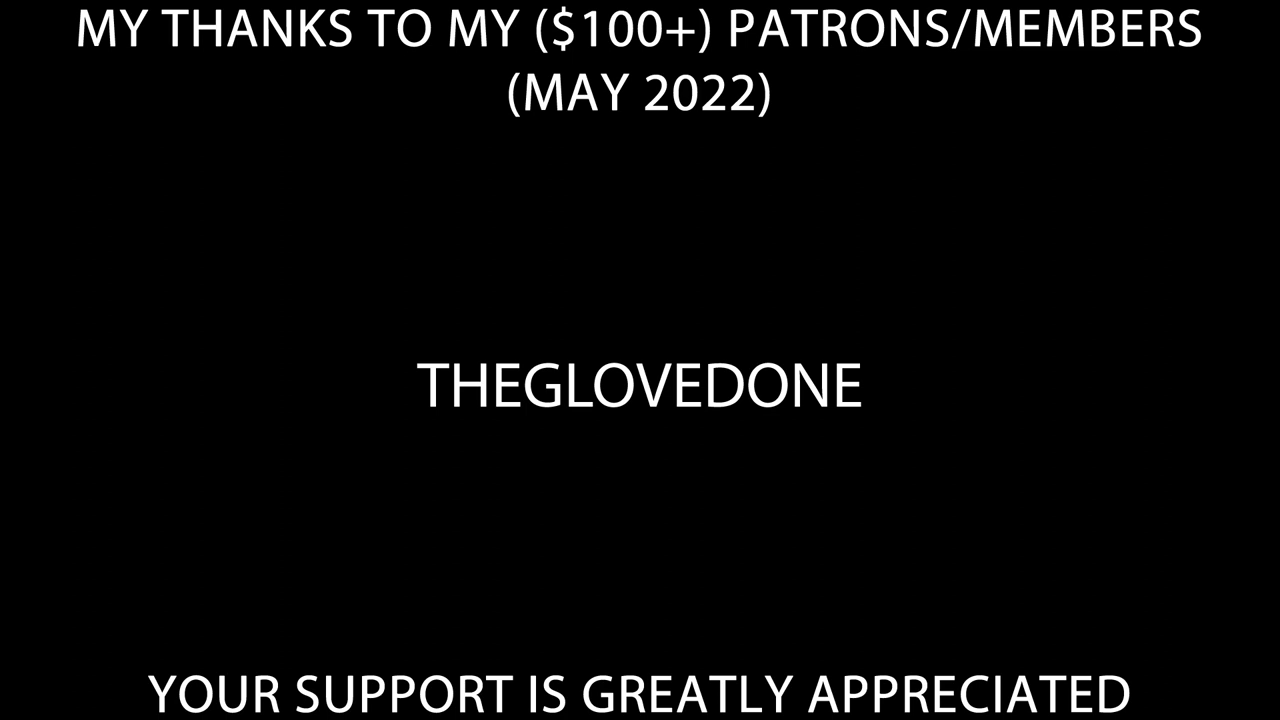 MY THANKS TO MY ($100+) PATRONS/MEMBERS
(MAY 2022)
THEGLOVEDONE
YOUR SUPPORT IS GREATLY APPRECIATED